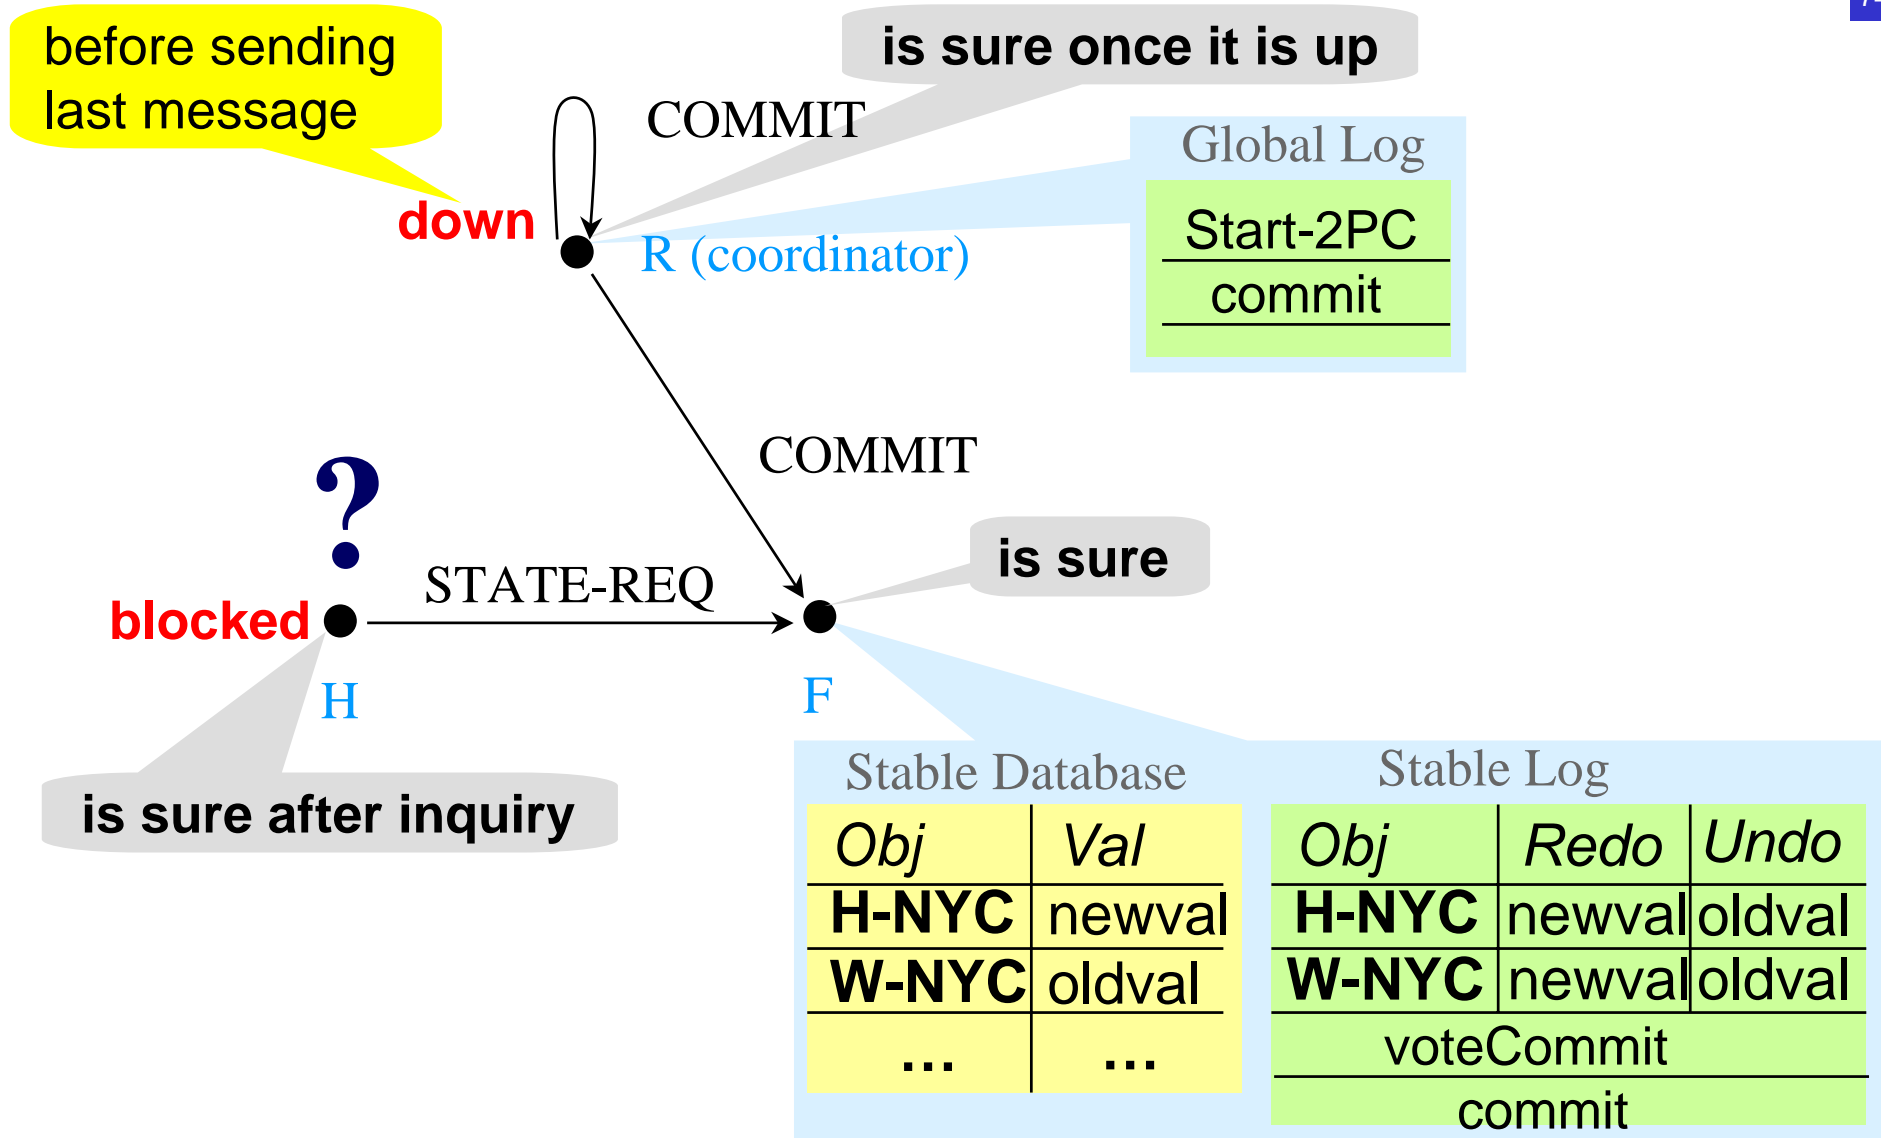 before sending
last message
is sure once it is up
COMMIT
down
R (coordinator)
Global Log
Start-2PC
commit
COMMIT
?
is sure
STATE-REQ
blocked
H
F
is sure after inquiry
Stable Database
Obj Val
H-NYC newval
W-NYC oldval
... ...
Stable Log
Obj Redo Undo
H-NYC newval oldval
W-NYC newval oldval
voteCommit
commit